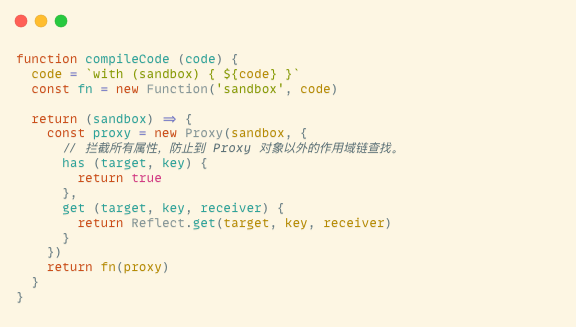 function compileCode (code) {
code = `with (sandbox) { ${code} }`
const fn = new Function('sandbox', code)
return (sandbox) => {
const proxy = new Proxy(sandbox, {
// 拦截所有属性，防止到 Proxy 对象以外的作用域链查找。
has (target, key) {
return true
},
get (target, key, receiver) {
return Reflect.get(target, key, receiver)
}
})
return fn(proxy)
}
}